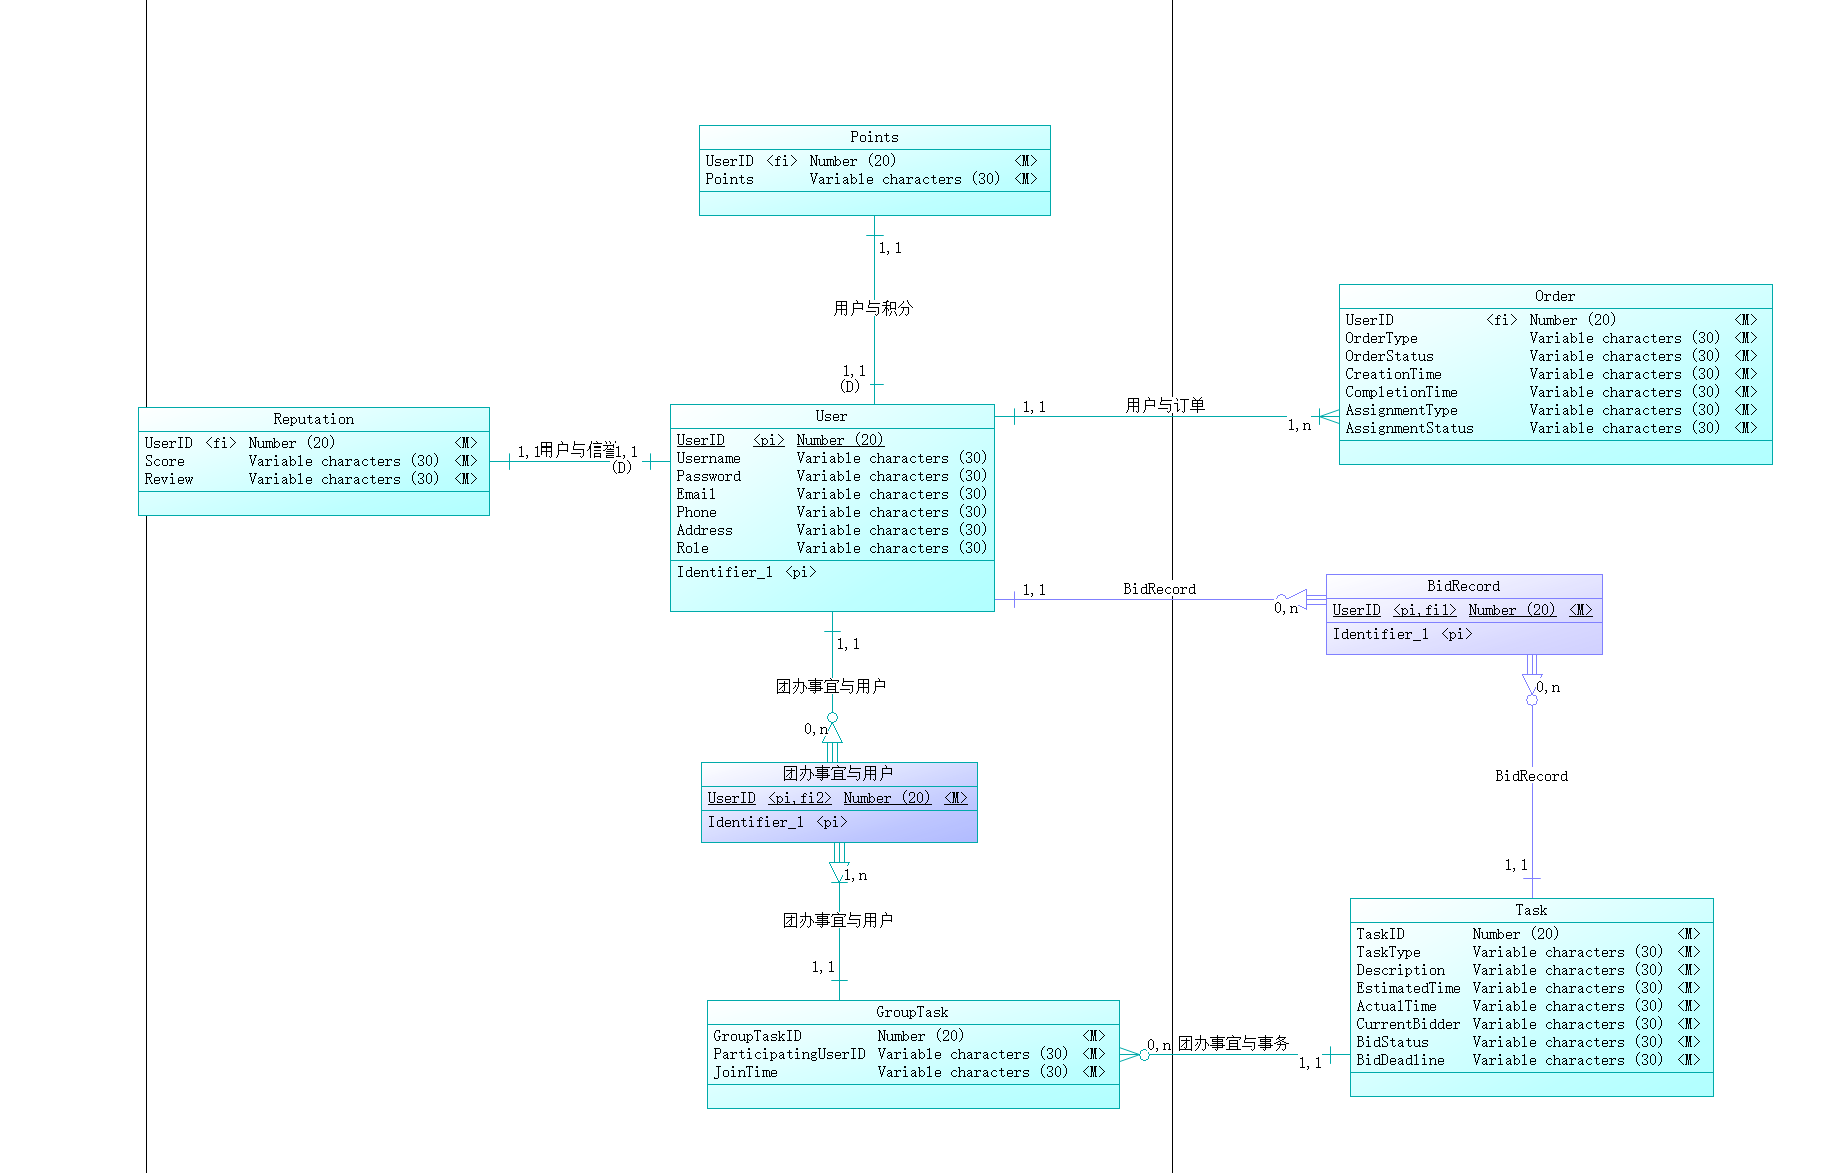 Points
UserID <fi> Number (20) <M>
Points Variable characters (30) <M>
1,1
用户与积分
1,1
(D)
Order
UserID <fi> Number (20) <M>
OrderType Variable characters (30) <M>
OrderStatus Variable characters (30) <M>
CreationTime Variable characters (30) <M>
CompletionTime Variable characters (30) <M>
AssignmentType Variable characters (30) <M>
AssignmentStatus Variable characters (30) <M>
1,1
用户与订单
1,n
Reputation
UserID <fi> Number (20) <M>
Score Variable characters (30) <M>
Review Variable characters (30) <M>
1,1
用户与信誉
1,1
(D)
User
UserID <pi> Number (20)
Username Variable characters (30)
Password Variable characters (30)
Email Variable characters (30)
Phone Variable characters (30)
Address Variable characters (30)
Role Variable characters (30)
Identifier_1 <pi>
1,1
BidRecord
0,n
BidRecord
UserID <pi,fi1> Number (20) <M>
Identifier_1 <pi>
0,n
BidRecord
1,1
1,1
团办事宜与用户
0,n
团办事宜与用户
UserID <pi,fi2> Number (20) <M>
Identifier_1 <pi>
1,n
团办事宜与用户
1,1
GroupTask
GroupTaskID Number (20) <M>
ParticipatingUserID Variable characters (30) <M>
JoinTime Variable characters (30) <M>
0,n
团办事宜与事务
1,1
Task
TaskID Number (20) <M>
TaskType Variable characters (30) <M>
Description Variable characters (30) <M>
EstimatedTime Variable characters (30) <M>
ActualTime Variable characters (30) <M>
CurrentBidder Variable characters (30) <M>
BidStatus Variable characters (30) <M>
BidDeadline Variable characters (30) <M>